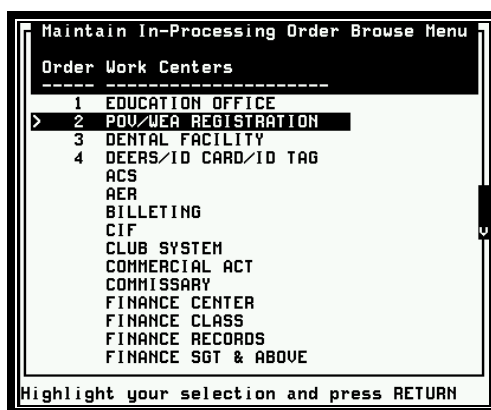 Maintain In-Processing Order Browse Menu
Order Work Centers
----- ---------------------
1 EDUCATION OFFICE
> 2 POV/WEA REGISTRATION
3 DENTAL FACILITY
4 DEERS/ID CARD/ID TAG
ACS
AER
BILLETING
CIF
CLUB SYSTEM
COMMERCIAL ACT
COMMISSARY
FINANCE CENTER
FINANCE CLASS
FINANCE RECORDS
FINANCE SGT & ABOVE
v
Highlight your selection and press RETURN